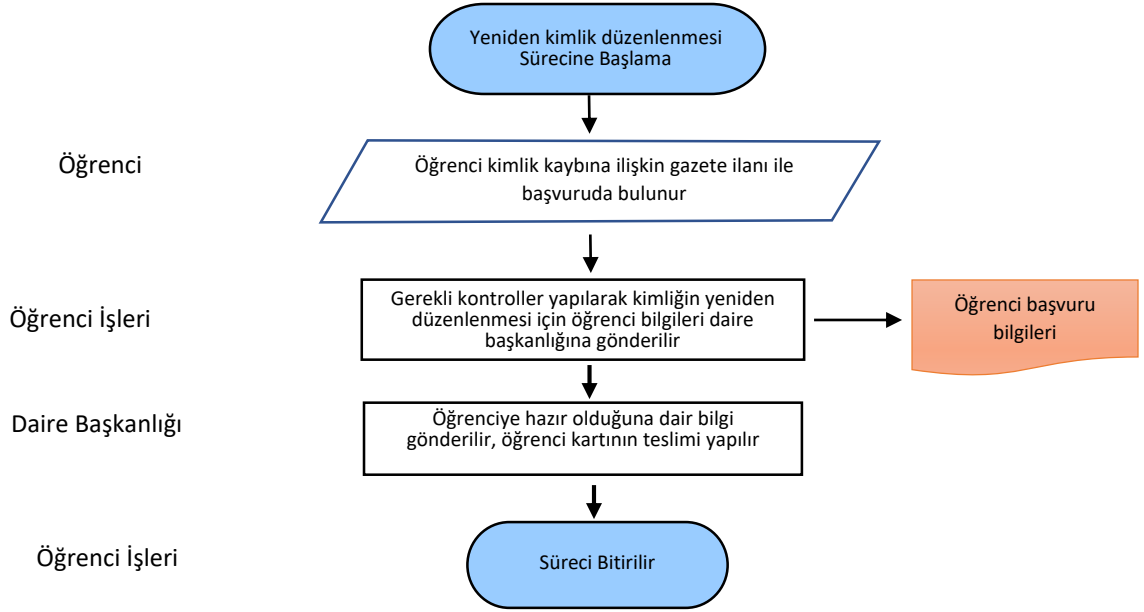 Yeniden kimlik düzenlenmesi
Sürecine Başlama
Öğrenci
Öğrenci kimlik kaybına ilişkin gazete ilanı ile
başvuruda bulunur
Öğrenci İşleri
Gerekli kontroller yapılarak kimliğin yeniden
düzenlenmesi için öğrenci bilgileri daire
başkanlığına gönderilir
Öğrenci başvuru
bilgileri
Daire Başkanlığı
Öğrenciye hazır olduğuna dair bilgi
gönderilir, öğrenci kartının teslimi yapılır
Öğrenci İşleri
Süreci Bitirilir